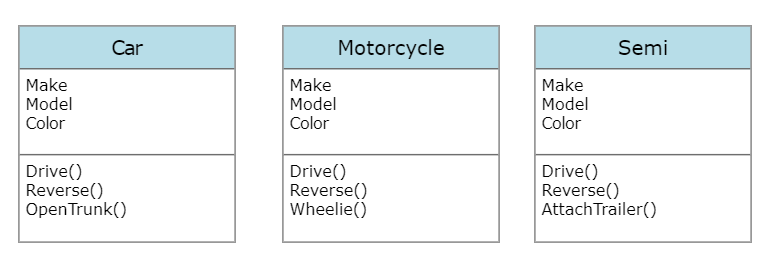 Car
Make
Model
Color
Drive()
Reverse()
OpenTrunk()
Motorcycle
Make
Model
Color
Drive()
Reverse()
Wheelie()
Semi
Make
Model
Color
Drive()
Reverse()
AttachTrailer()